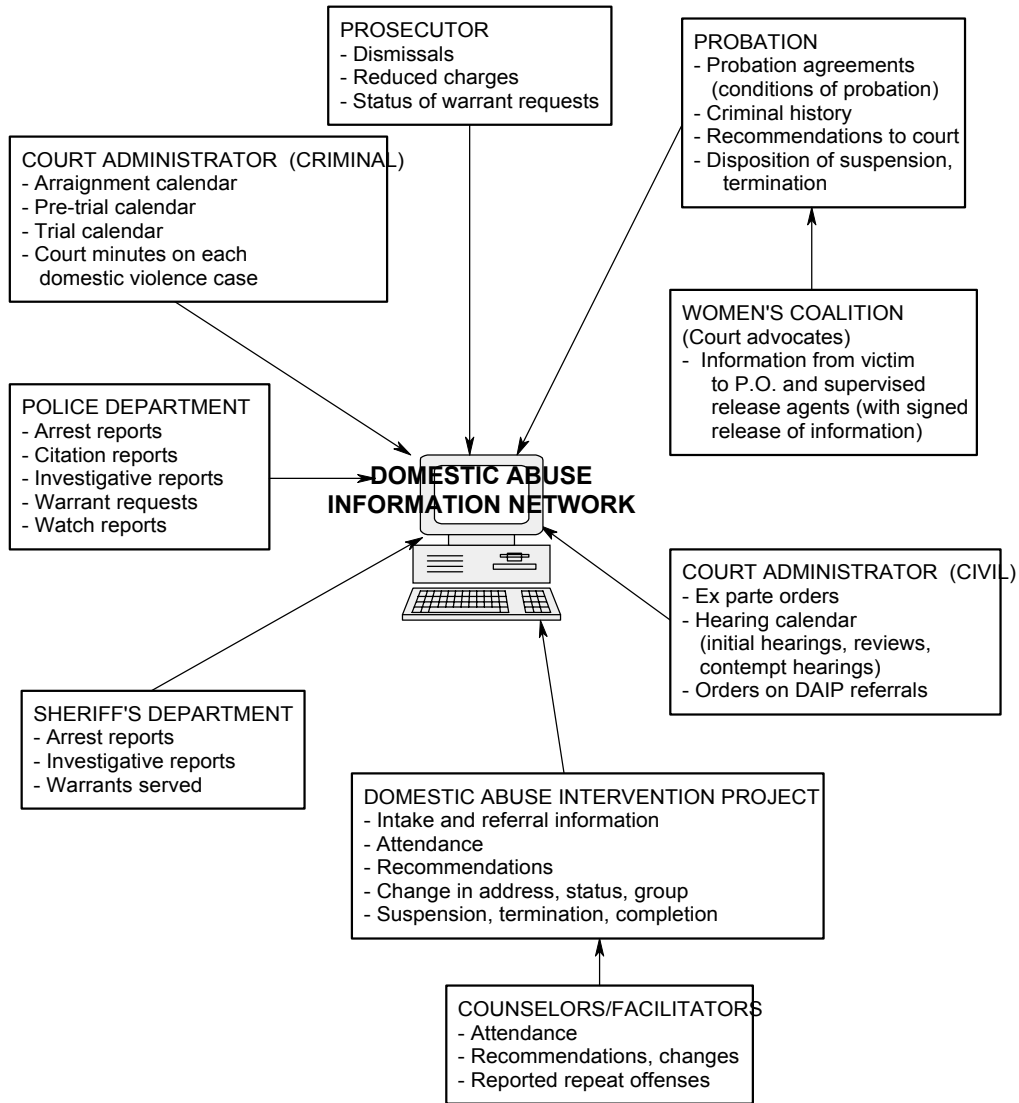 PROSECUTOR
- Dismissals
- Reduced charges
- Status of warrant requests
PROBATION
- Probation agreements
(conditions of probation)
- Criminal history
- Recommendations to court
- Disposition of suspension,
termination
COURT ADMINISTRATOR (CRIMINAL)
- Arraignment calendar
- Pre-trial calendar
- Trial calendar
- Court minutes on each
domestic violence case
WOMEN'S COALITION
(Court advocates)
- Information from victim
to P.O. and supervised
release agents (with signed
release of information)
POLICE DEPARTMENT
- Arrest reports
- Citation reports
- Investigative reports
- Warrant requests
- Watch reports
DOMESTIC ABUSE
INFORMATION NETWORK
COURT ADMINISTRATOR (CIVIL)
- Ex parte orders
- Hearing calendar
(initial hearings, reviews,
contempt hearings)
- Orders on DAIP referrals
SHERIFF'S DEPARTMENT
- Arrest reports
- Investigative reports
- Warrants served
DOMESTIC ABUSE INTERVENTION PROJECT
- Intake and referral information
- Attendance
- Recommendations
- Change in address, status, group
- Suspension, termination, completion
COUNSELORS/FACILITATORS
- Attendance
- Recommendations, changes
- Reported repeat offenses